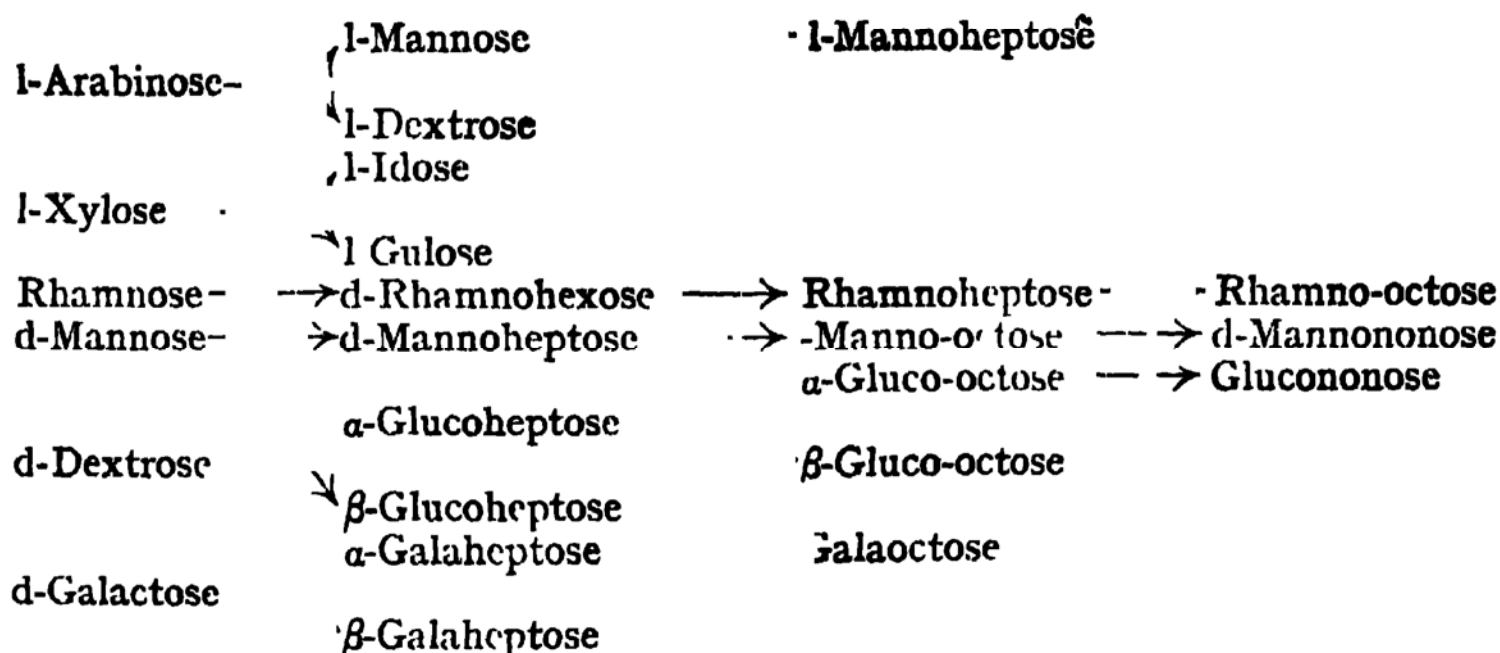 l-Mannose l-Mannoheptose
l-Arabinose-
l-Dextrose
l-Idose
l-Xylose
l Gulose
Rhamnose- → d-Rhamnohexose → Rhamnoheptose - - Rhamno-octose
d-Mannose- → d-Mannoheptose → -Manno-octose → d-Mannononose
α-Gluco-octose → Glucononose
α-Glucoheptose
d-Dextrose β-Gluco-octose
β-Glucoheptose
α-Galaheptose Galaoctose
d-Galactose
β-Galaheptose